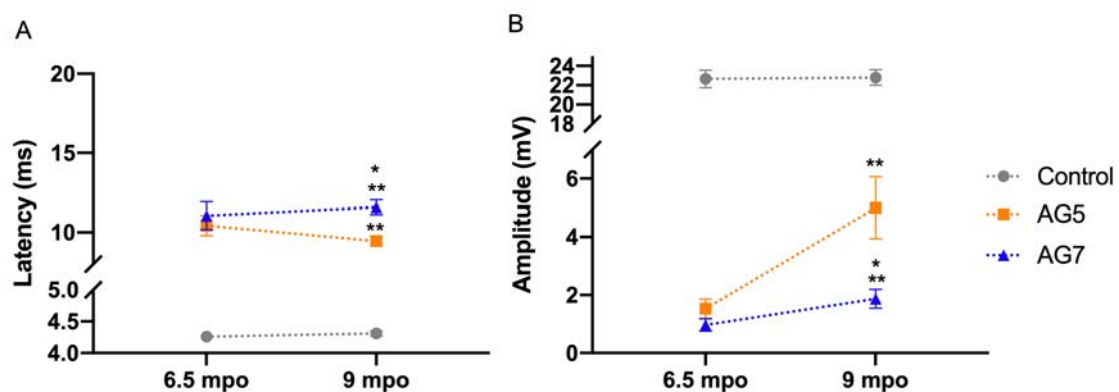 A
Latency (ms)
20
15
10
5.0
4.5
4.0
*
**
**
6.5 mpo
9 mpo
B
Amplitude (mV)
24
22
20
18
6
4
2
0
**
*
**
6.5 mpo
9 mpo
Control
AG5
AG7